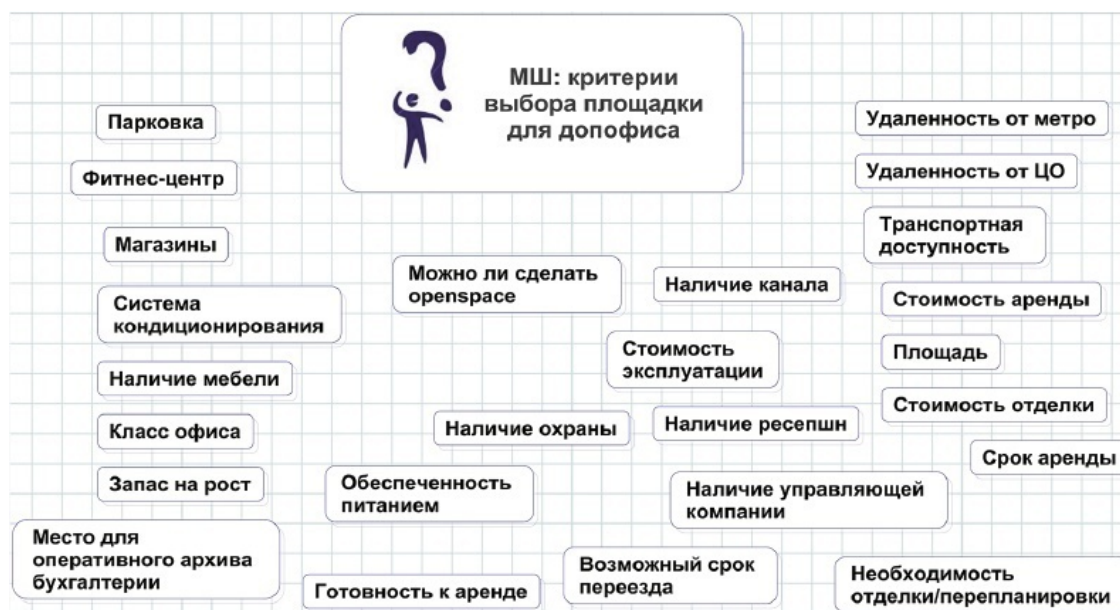 МШ: критерии
выбора площадки
для допофиса
Парковка
Фитнес-центр
Магазины
Система
кондиционирования
Наличие мебели
Класс офиса
Запас на рост
Место для
оперативного архива
бухгалтерии
Можно ли сделать
openspace
Наличие канала
Стоимость
эксплуатации
Наличие охраны
Наличие ресепшн
Обеспеченность
питанием
Наличие управляющей
компании
Готовность к аренде
Возможный срок
переезда
Удаленность от метро
Удаленность от ЦО
Транспортная
доступность
Стоимость аренды
Площадь
Стоимость отделки
Срок аренды
Необходимость
отделки/перепланировки